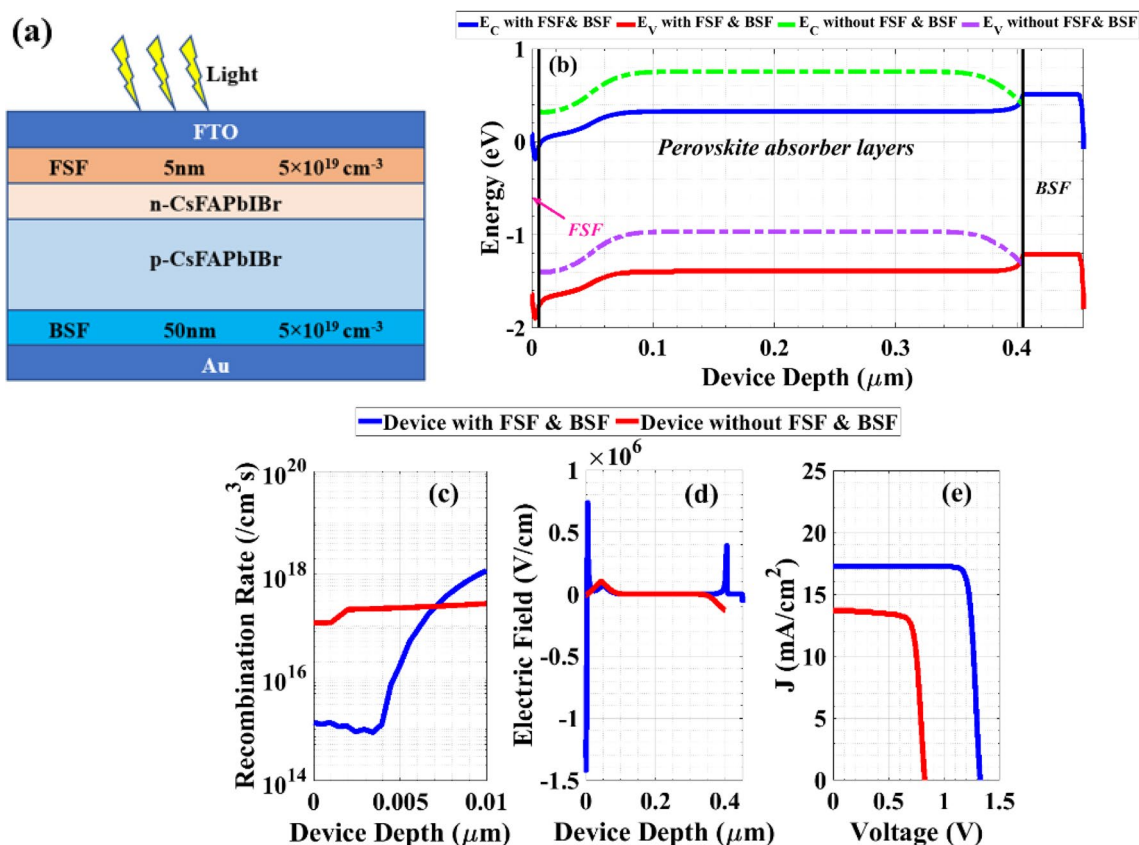 (a)
Light
FTO
FSF 5nm 5×10¹⁹ cm⁻³
n-CsFAPbIBr
p-CsFAPbIBr
BSF 50nm 5×10¹⁹ cm⁻³
Au
E_C with FSF& BSF E_V with FSF & BSF E_C without FSF & BSF E_V without FSF& BSF
(b)
1
0
-1
-2
Energy (eV)
Perovskite absorber layers
FSF
BSF
0 0.1 0.2 0.3 0.4
Device Depth (μm)
Device with FSF & BSF Device without FSF & BSF
(c)
10²⁰
10¹⁸
10¹⁶
10¹⁴
Recombination Rate (/cm³s)
0 0.005 0.01
Device Depth (μm)
×10⁶
(d)
1
0.5
0
-0.5
-1
-1.5
Electric Field (V/cm)
0 0.2 0.4
Device Depth (μm)
(e)
25
20
15
10
5
0
J (mA/cm²)
0 0.5 1 1.5
Voltage (V)